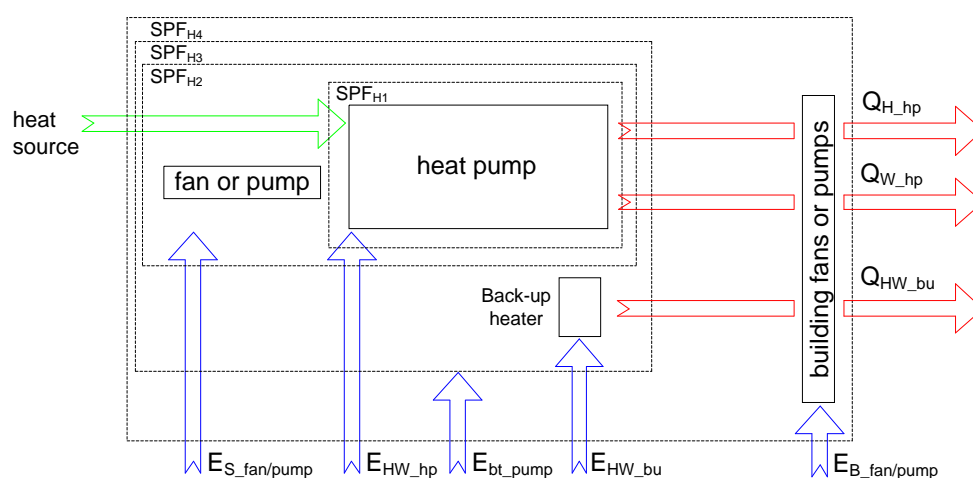 SPFH4
SPFH3
SPFH2
SPFH1
heat
source
fan or pump
heat pump
building fans or pumps
QH_hp
QW_hp
QHW_bu
Back-up
heater
ES_fan/pump
EHW_hp
Ebt_pump
EHW_bu
EB_fan/pump